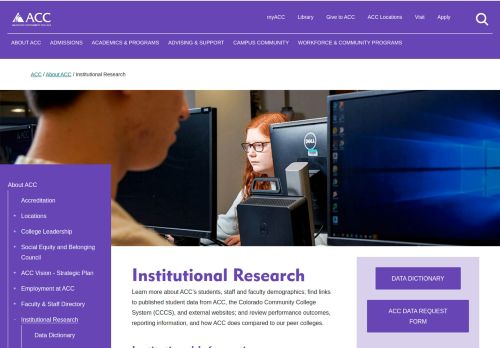 myACC Library Give to ACC ACC Locations Visit Apply
ACC
ABOUT ACC ADMISSIONS ACADEMICS & PROGRAMS ADVISING & SUPPORT CAMPUS COMMUNITY WORKFORCE & COMMUNITY PROGRAMS
ACC / About ACC / Institutional Research
DELL
About ACC
Accreditation
+ Locations
+ College Leadership
+ Social Equity and Belonging
Council
+ ACC Vision - Strategic Plan
+ Employment at ACC
+ Faculty & Staff Directory
- Institutional Research
Data Dictionary
Institutional Research
Learn more about ACC's students, staff and faculty demographics; find links
to published student data from ACC, the Colorado Community College
System (CCCS), and external websites; and review performance outcomes,
reporting information, and how ACC does compared to our peer colleges.
DATA DICTIONARY
ACC DATA REQUEST
FORM